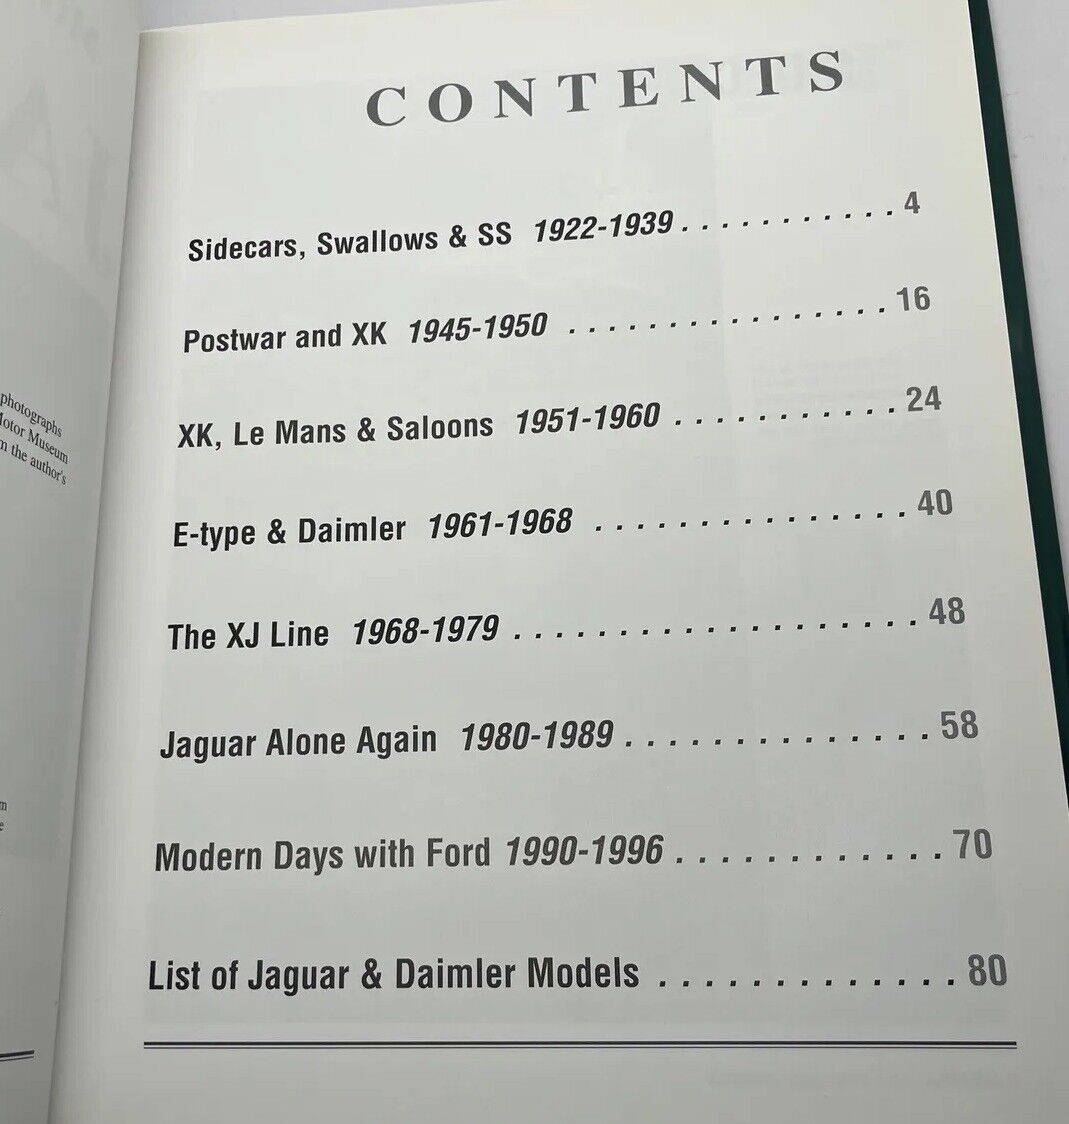 photographs
Motor Museum
the author's
CONTENTS
Sidecars, Swallows & SS 1922-1939. . . . . . . . . . . 4
Postwar and XK 1945-1950 . . . . . . . . . . . . . . . . 16
XK, Le Mans & Saloons 1951-1960 . . . . . . . . . . . 24
E-type & Daimler 1961-1968 . . . . . . . . . . . . . . . 40
The XJ Line 1968-1979 . . . . . . . . . . . . . . . . . . . . 48
Jaguar Alone Again 1980-1989 . . . . . . . . . . . . . . 58
Modern Days with Ford 1990-1996 . . . . . . . . . . . . 70
List of Jaguar & Daimler Models . . . . . . . . . . . . . 80